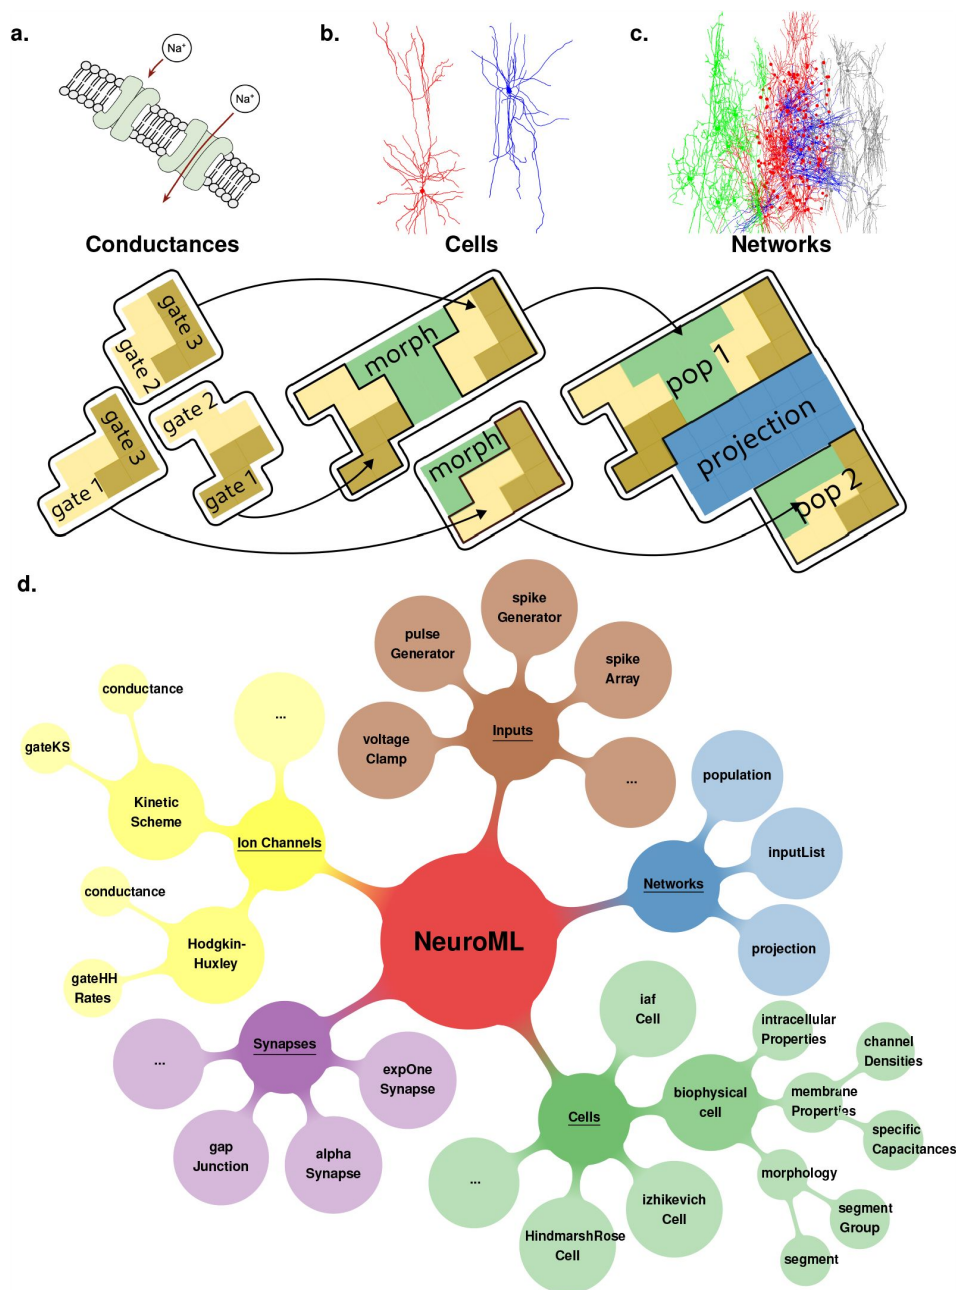 a.
b.
c.
Na⁺
Na⁺
Conductances
Cells
Networks
gate 3
gate 2
gate 3
gate 1
gate 2
gate 1
morph
morph
pop 1
projection
pop 2
d.
spike
Generator
pulse
Generator
spike
Array
voltage
Clamp
...
Inputs
conductance
gateKS
Kinetic
Scheme
...
Ion Channels
conductance
Hodgkin-
Huxley
gateHH
Rates
population
inputList
Networks
projection
NeuroML
Synapses
...
expOne
Synapse
gap
Junction
alpha
Synapse
iaf
Cell
Cells
biophysical
cell
intracellular
Properties
channel
Densities
membrane
Properties
specific
Capacitances
morphology
segment
Group
segment
...
izhikevich
Cell
HindmarshRose
Cell